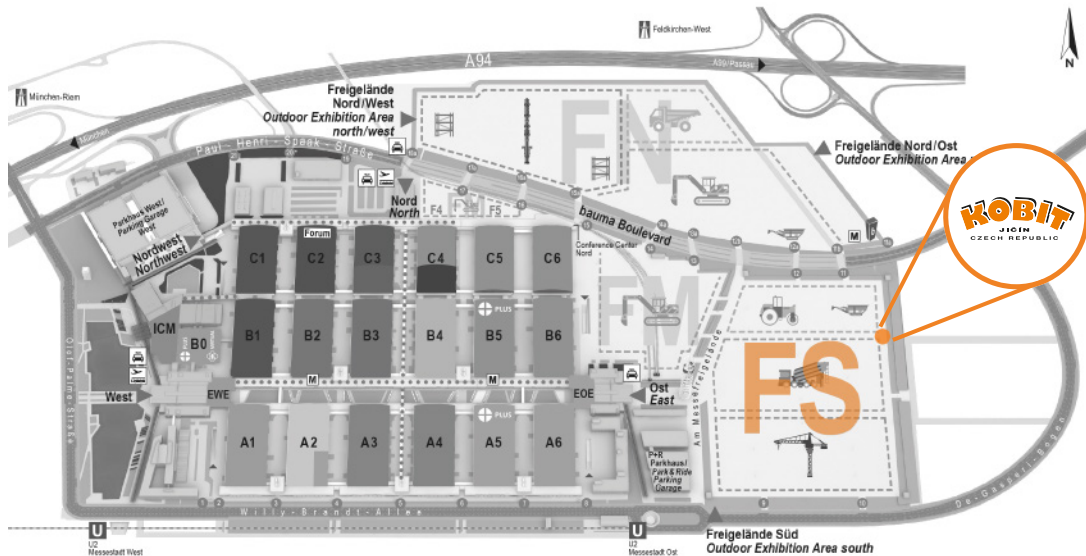 Feldkirchen-West
N
A94
A99/Passau
München-Riem
München
Freigelände
Nord/West
Outdoor Exhibition Area
north/west
Paul-Henri-Spaak-Straße
FN
Freigelände Nord/Ost
Outdoor Exhibition Area
KOBIT
JIČÍN
CZECH REPUBLIC
Parkhaus West/
Parking Garage
West
Nordwest
Northwest
Nord
North
F4
F5
bauma Boulevard
M
Forum
Conference Center
Nord
C1
C2
C3
C4
C5
C6
FM
ICM
B0
B1
B2
B3
B4
PLUS
B5
B6
M
M
FS
West
EWE
EOE
Ost
East
Am Messefreigelände
Olof-Palme-Straße
A1
A2
A3
A4
PLUS
A5
A6
P+R
Parkhaus/
Park & Ride
Parking
Garage
De-Gasperi-Bogen
Willy-Brandt-Allee
U
U2
Messestadt West
U
U2
Messestadt Ost
Freigelände Süd
Outdoor Exhibition Area south